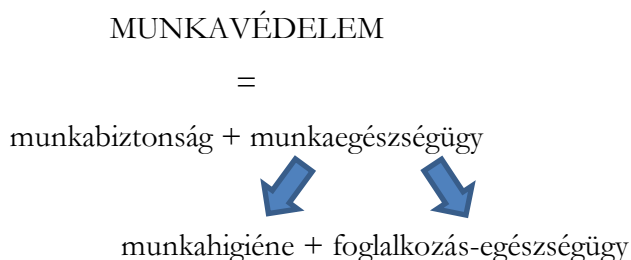 MUNKAVÉDELEM
=
munkabiztonság + munkaegészségügy
munkahigiéne + foglalkozás-egészségügy